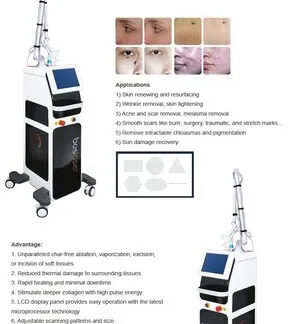 Applications
1) Skin renewing and resurfacing
2) Wrinkle removal, skin tightening
3) Acne and scar removal, melasma removal
4) Smooth scars like burn, surgery, traumatic, and stretch marks...
5) Remove intractable chloasmas and pigmentation
6) Sun damage recovery
Advantage:
1. Unparalleled char-free ablation, vaporization, excision,
or incision of soft tissues
2. Reduced thermal damage to surrounding tissues
3. Rapid heating and minimal downtime
4. Stimulate deeper collagen with high pulse energy
5. LCD display panel provides easy operation with the latest
microprocessor technology
6. Adjustable scanning patterns and size